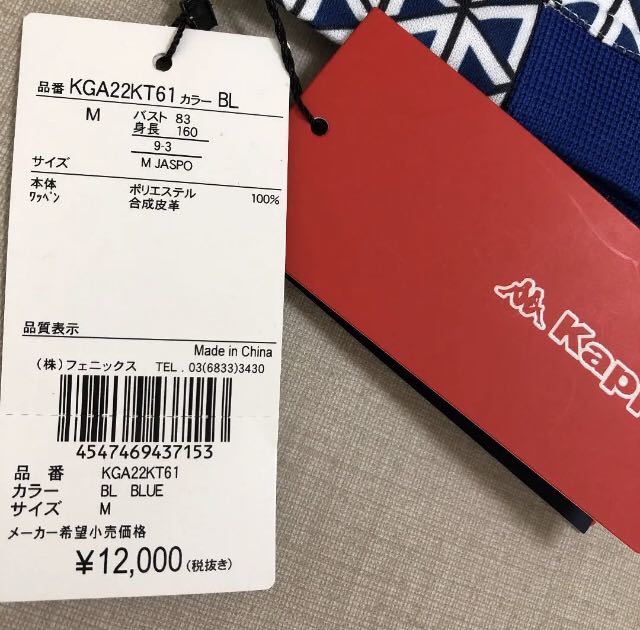 品番 KGA22KT61 カラー BL
M バスト 83
身長 160
9-3
サイズ M JASPO
本体 ポリエステル 100%
ワッペン 合成皮革
品質表示
Made in China
(株)フェニックス TEL. 03(6833)3430
4547469437153
品番 KGA22KT61
カラー BL BLUE
サイズ M
メーカー希望小売価格
¥12,000(税抜き)
Kapp